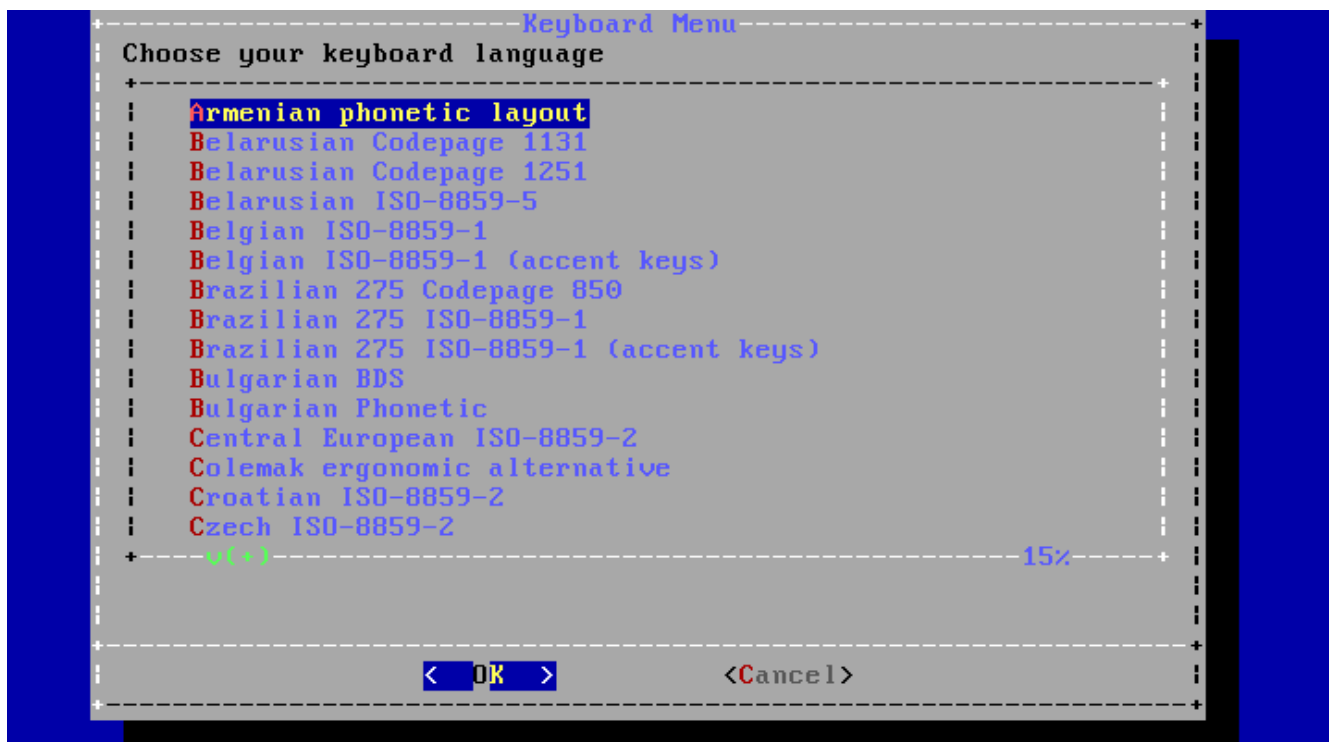 Keyboard Menu
Choose your keyboard language
Armenian phonetic layout
Belarusian Codepage 1131
Belarusian Codepage 1251
Belarusian ISO-8859-5
Belgian ISO-8859-1
Belgian ISO-8859-1 (accent keys)
Brazilian 275 Codepage 850
Brazilian 275 ISO-8859-1
Brazilian 275 ISO-8859-1 (accent keys)
Bulgarian BDS
Bulgarian Phonetic
Central European ISO-8859-2
Colemak ergonomic alternative
Croatian ISO-8859-2
Czech ISO-8859-2
v(+) 15%
< OK > <Cancel>